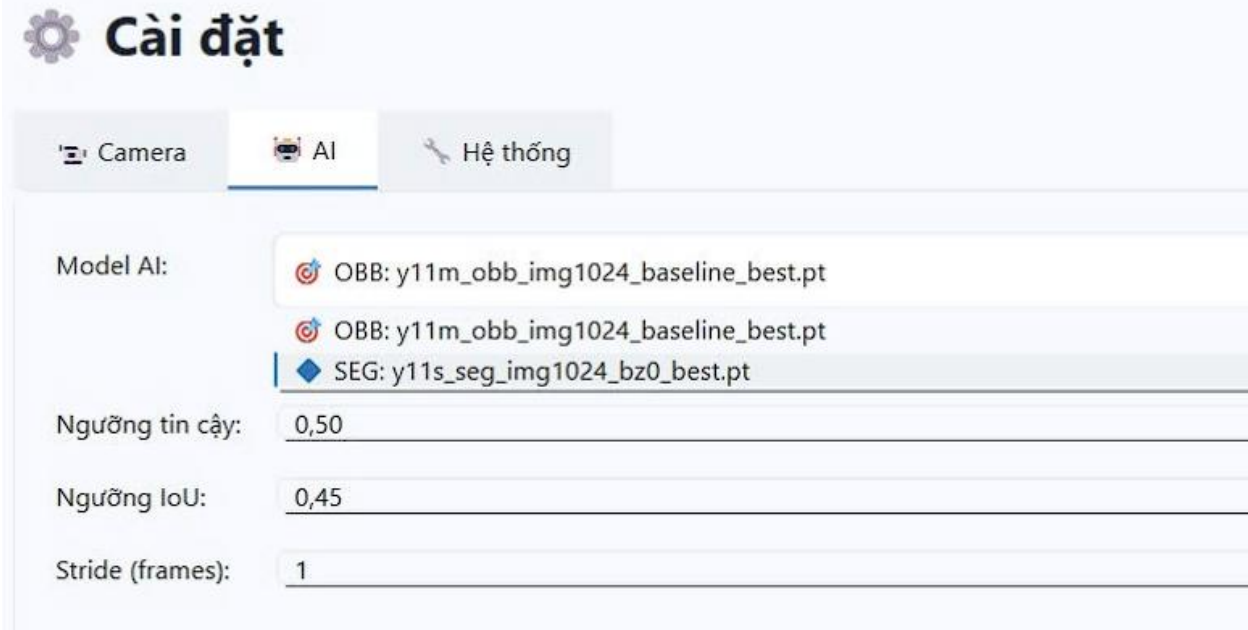 Cài đặt
Camera AI Hệ thống
Model AI: OBB: y11m_obb_img1024_baseline_best.pt
OBB: y11m_obb_img1024_baseline_best.pt
SEG: y11s_seg_img1024_bz0_best.pt
Ngưỡng tin cậy: 0,50
Ngưỡng IoU: 0,45
Stride (frames): 1